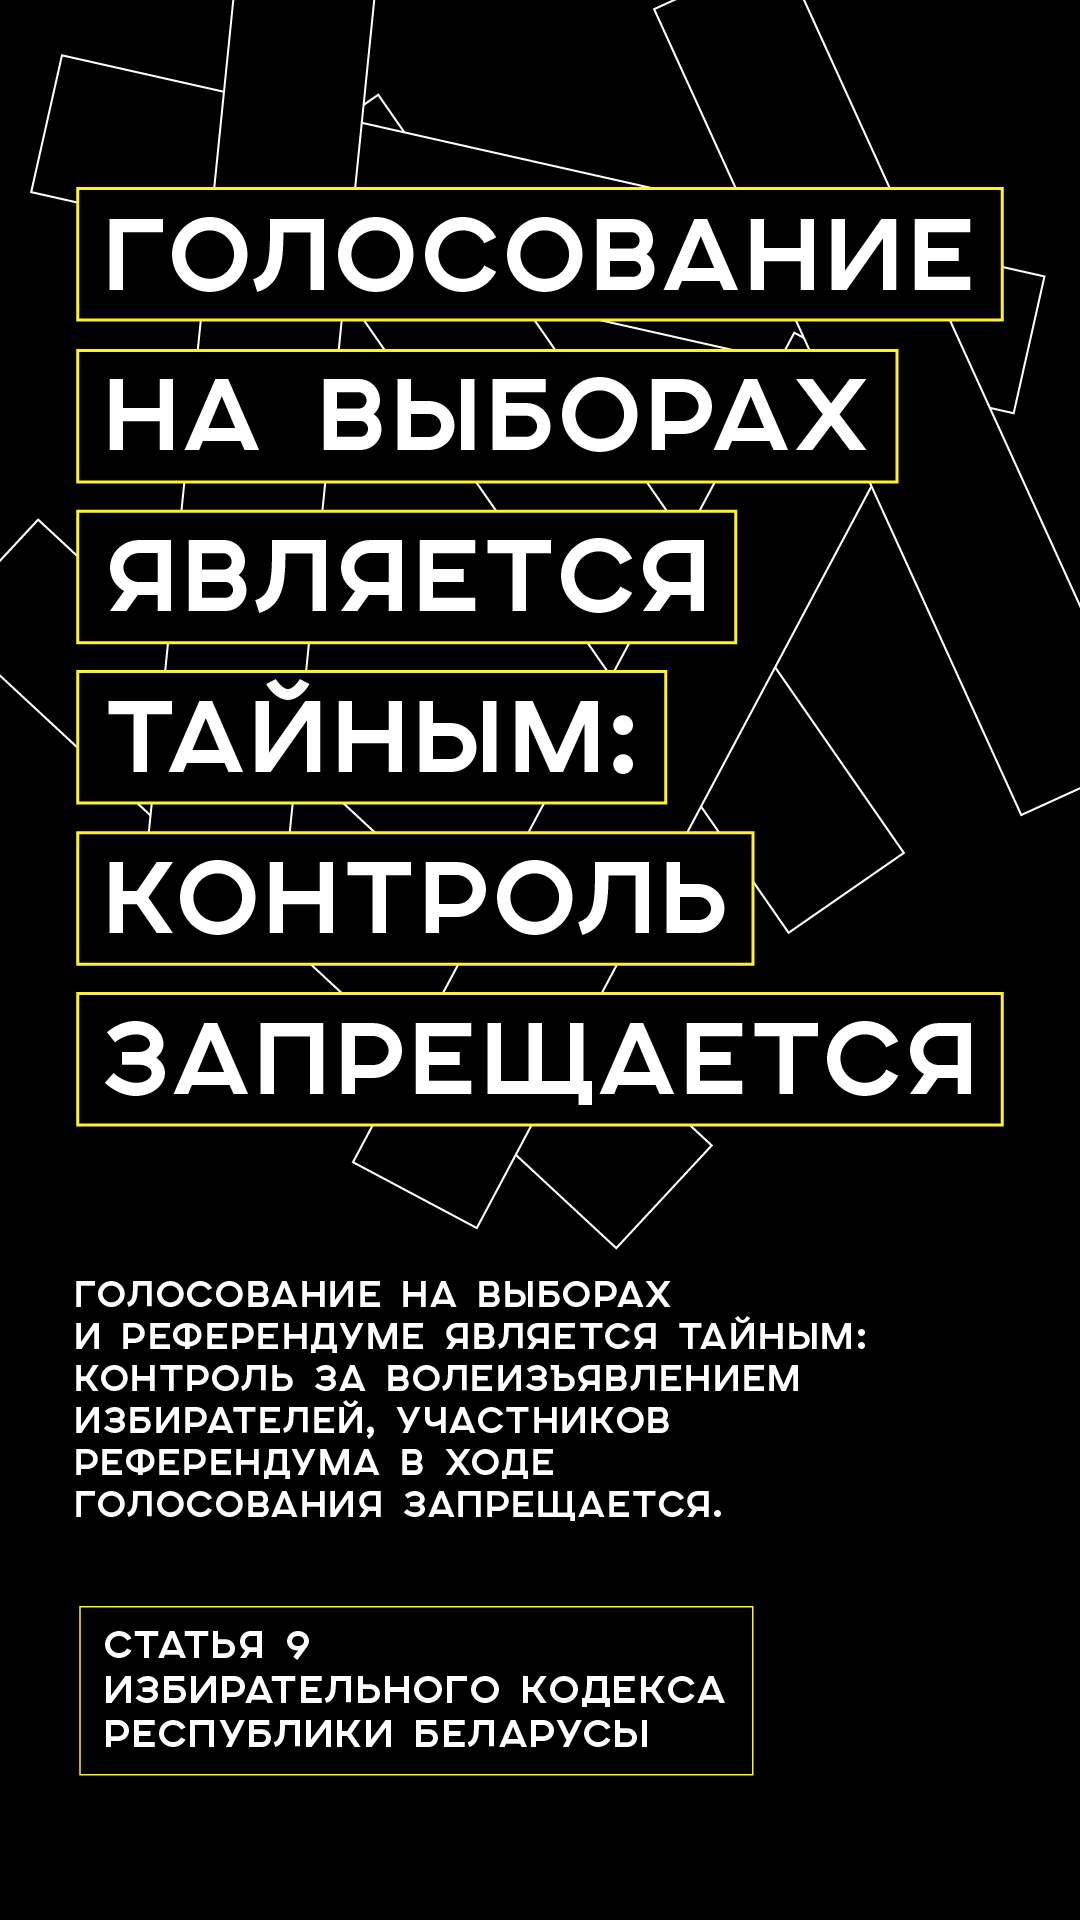 ГОЛОСОВАНИЕ
НА ВЫБОРАХ
ЯВЛЯЕТСЯ
ТАЙНЫМ:
КОНТРОЛЬ
ЗАПРЕЩАЕТСЯ
ГОЛОСОВАНИЕ НА ВЫБОРАХ
И РЕФЕРЕНДУМЕ ЯВЛЯЕТСЯ ТАЙНЫМ:
КОНТРОЛЬ ЗА ВОЛЕИЗЪЯВЛЕНИЕМ
ИЗБИРАТЕЛЕЙ, УЧАСТНИКОВ
РЕФЕРЕНДУМА В ХОДЕ
ГОЛОСОВАНИЯ ЗАПРЕЩАЕТСЯ.
СТАТЬЯ 9
ИЗБИРАТЕЛЬНОГО КОДЕКСА
РЕСПУБЛИКИ БЕЛАРУСЫ